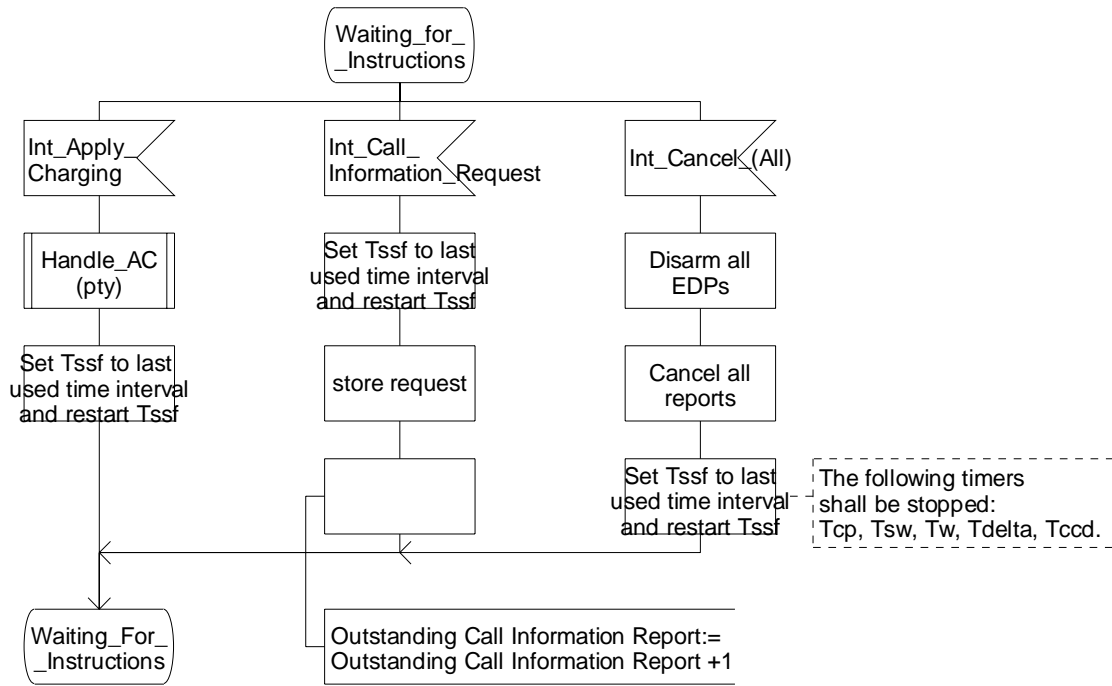 Waiting_for_
_Instructions
Int_Apply_
Charging
Int_Call_
Information_Request
Int_Cancel_(All)
Handle_AC
(pty)
Set Tssf to last
used time interval
and restart Tssf
Disarm all
EDPs
Set Tssf to last
used time interval
and restart Tssf
store request
Cancel all
reports
Set Tssf to last
used time interval
and restart Tssf
The following timers
shall be stopped:
Tcp, Tsw, Tw, Tdelta, Tccd.
Waiting_For_
_Instructions
Outstanding Call Information Report:=
Outstanding Call Information Report +1